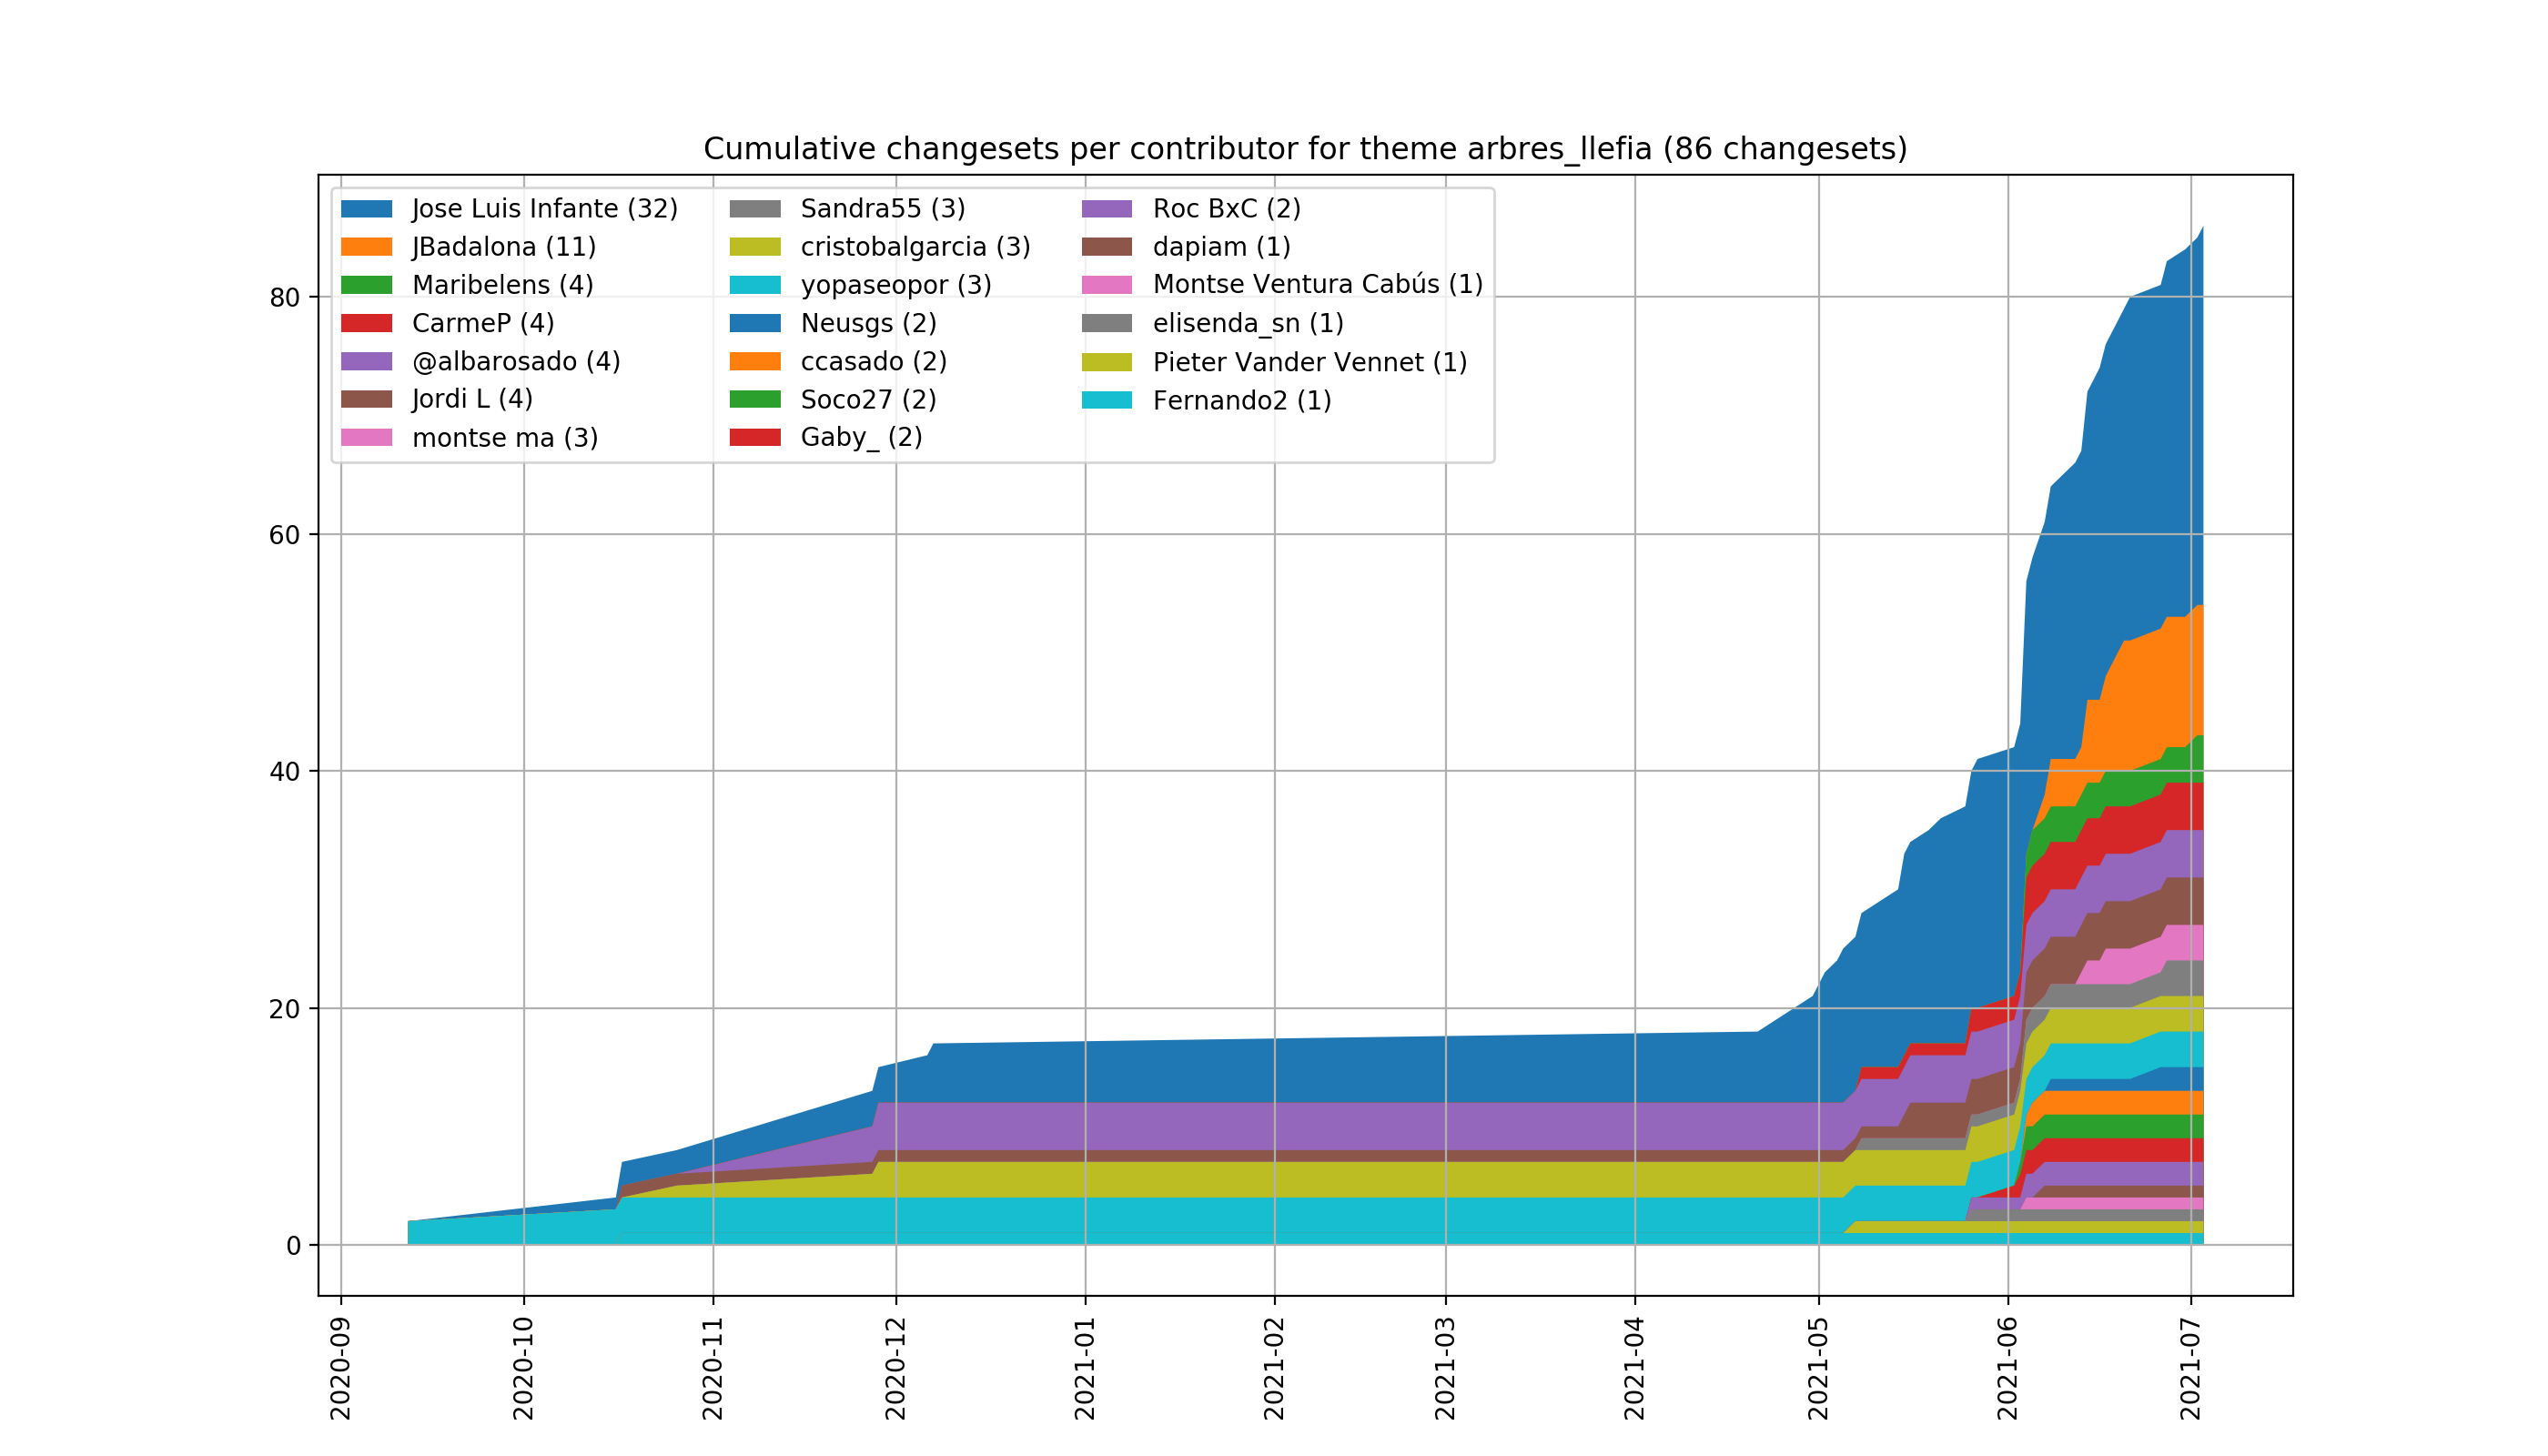 Cumulative changesets per contributor for theme arbres_llefia (86 changesets)
Jose Luis Infante (32)
JBadalona (11)
Maribelens (4)
CarmeP (4)
@albarosado (4)
Jordi L (4)
montse ma (3)
Sandra55 (3)
cristobalgarcia (3)
yopaseopor (3)
Neusgs (2)
ccasado (2)
Soco27 (2)
Gaby_ (2)
Roc BxC (2)
dapiam (1)
Montse Ventura Cabús (1)
elisenda_sn (1)
Pieter Vander Vennet (1)
Fernando2 (1)
80
60
40
20
0
2020-09
2020-10
2020-11
2020-12
2021-01
2021-02
2021-03
2021-04
2021-05
2021-06
2021-07